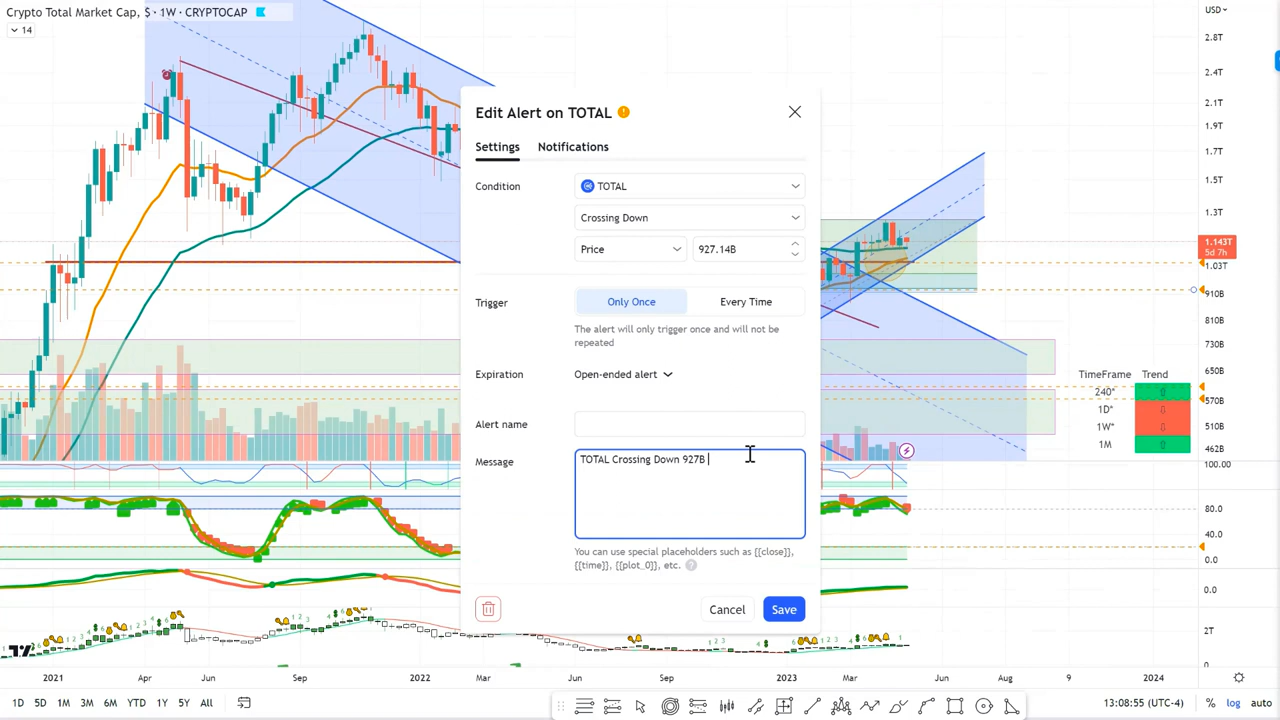 Crypto Total Market Cap, $ · 1W · CRYPTOCAP
14
USD
2.8T
2.4T
2.1T
1.9T
1.7T
1.5T
1.3T
1.143T
5d 7h
1.03T
910B
810B
730B
650B
570B
510B
462B
100.00
80.0
40.0
0.0
0.0
2T
0
Edit Alert on TOTAL
Settings
Notifications
Condition
TOTAL
Crossing Down
Price
927.14B
Trigger
Only Once
Every Time
The alert will only trigger once and will not be
repeated
Expiration
Open-ended alert
Alert name
Message
TOTAL Crossing Down 927B
You can use special placeholders such as {{close}},
{{time}}, {{plot_0}}, etc.
Cancel
Save
TimeFrame Trend
240*
1D*
1W*
1M
2021
Apr
Jun
Sep
2022
Mar
Jun
Sep
2023
Mar
Jun
Aug
9
2024
1D 5D 1M 3M 6M YTD 1Y 5Y All
13:08:55 (UTC-4)
%
log
auto